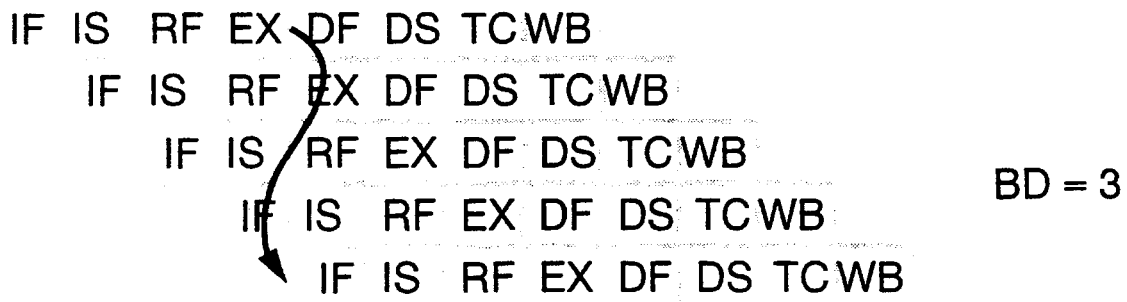 IF IS RF EX DF DS TC WB
IF IS RF EX DF DS TC WB
IF IS RF EX DF DS TC WB
BD = 3
IF IS RF EX DF DS TC WB
IF IS RF EX DF DS TC WB